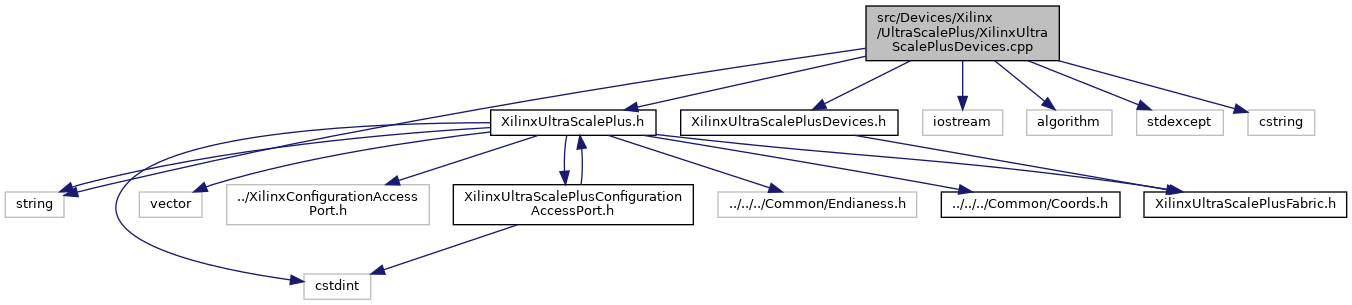 src/Devices/Xilinx
/UltraScalePlus/XilinxUltra
ScalePlusDevices.cpp
XilinxUltraScalePlus.h
XilinxUltraScalePlusDevices.h
iostream
algorithm
stdexcept
cstring
string
vector
../XilinxConfigurationAccess
Port.h
XilinxUltraScalePlusConfiguration
AccessPort.h
../../../Common/Endianess.h
../../../Common/Coords.h
XilinxUltraScalePlusFabric.h
cstdint